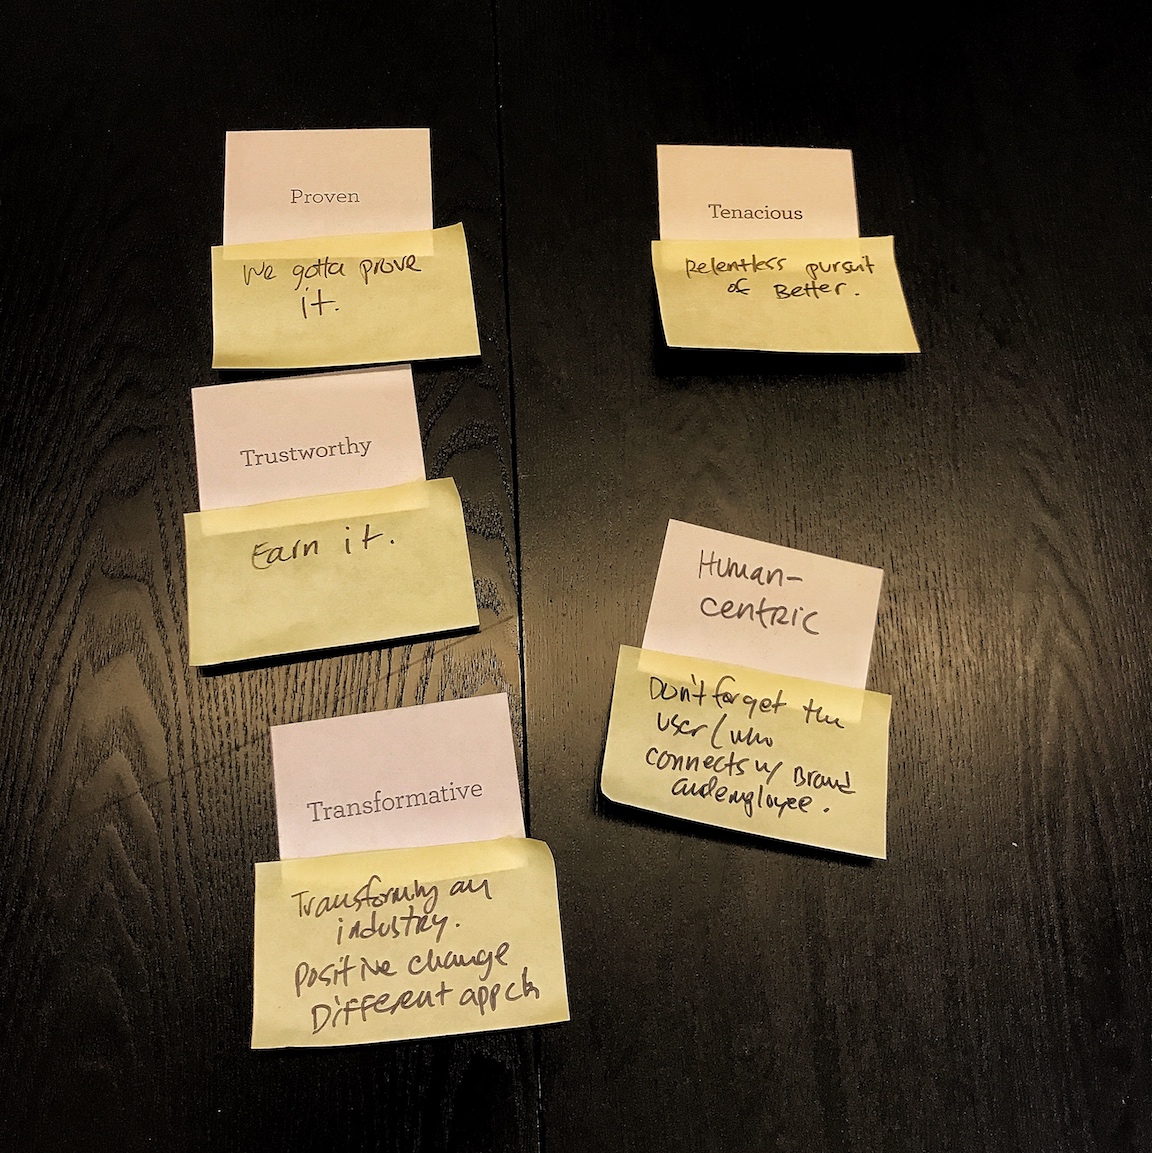 Proven
We gotta prove
it.
Trustworthy
Earn it.
Transformative
Transforming an
industry.
Positive change
Different appch
Tenacious
Relentless pursuit
of Better.
Human-
centric
Don't forget the
user/who
connects w/ Brand
and employee.